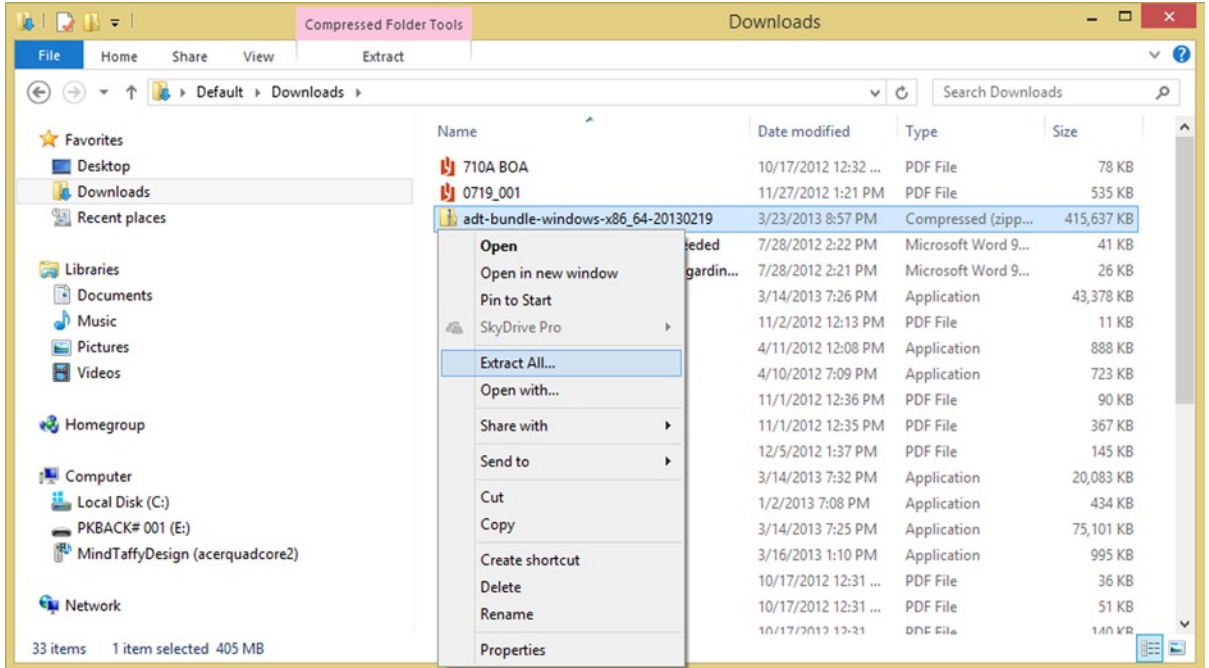 Compressed Folder Tools
Downloads
File Home Share View Extract
Default Downloads
Search Downloads
Name Date modified Type Size
Favorites
Desktop
Downloads
Recent places
Libraries
Documents
Music
Pictures
Videos
Homegroup
Computer
Local Disk (C:)
PKBACK# 001 (E:)
MindTaffyDesign (acerquadcore2)
Network
710A BOA 10/17/2012 12:32 ... PDF File 78 KB
0719_001 11/27/2012 1:21 PM PDF File 535 KB
adt-bundle-windows-x86_64-20130219 3/23/2013 8:57 PM Compressed (zipp... 415,637 KB
eeded 7/28/2012 2:22 PM Microsoft Word 9... 41 KB
gardin... 7/28/2012 2:21 PM Microsoft Word 9... 26 KB
3/14/2013 7:26 PM Application 43,378 KB
11/2/2012 12:13 PM PDF File 11 KB
4/11/2012 12:08 PM Application 888 KB
4/10/2012 7:09 PM Application 723 KB
11/1/2012 12:36 PM PDF File 90 KB
11/1/2012 12:35 PM PDF File 367 KB
12/5/2012 1:37 PM PDF File 145 KB
3/14/2013 7:32 PM Application 20,083 KB
1/2/2013 7:08 PM Application 434 KB
3/14/2013 7:25 PM Application 75,101 KB
3/16/2013 1:10 PM Application 995 KB
10/17/2012 12:31 ... PDF File 36 KB
10/17/2012 12:31 ... PDF File 51 KB
10/17/2012 12:31 PDF File 140 KB
Open
Open in new window
Pin to Start
SkyDrive Pro
Extract All...
Open with...
Share with
Send to
Cut
Copy
Create shortcut
Delete
Rename
Properties
33 items 1 item selected 405 MB